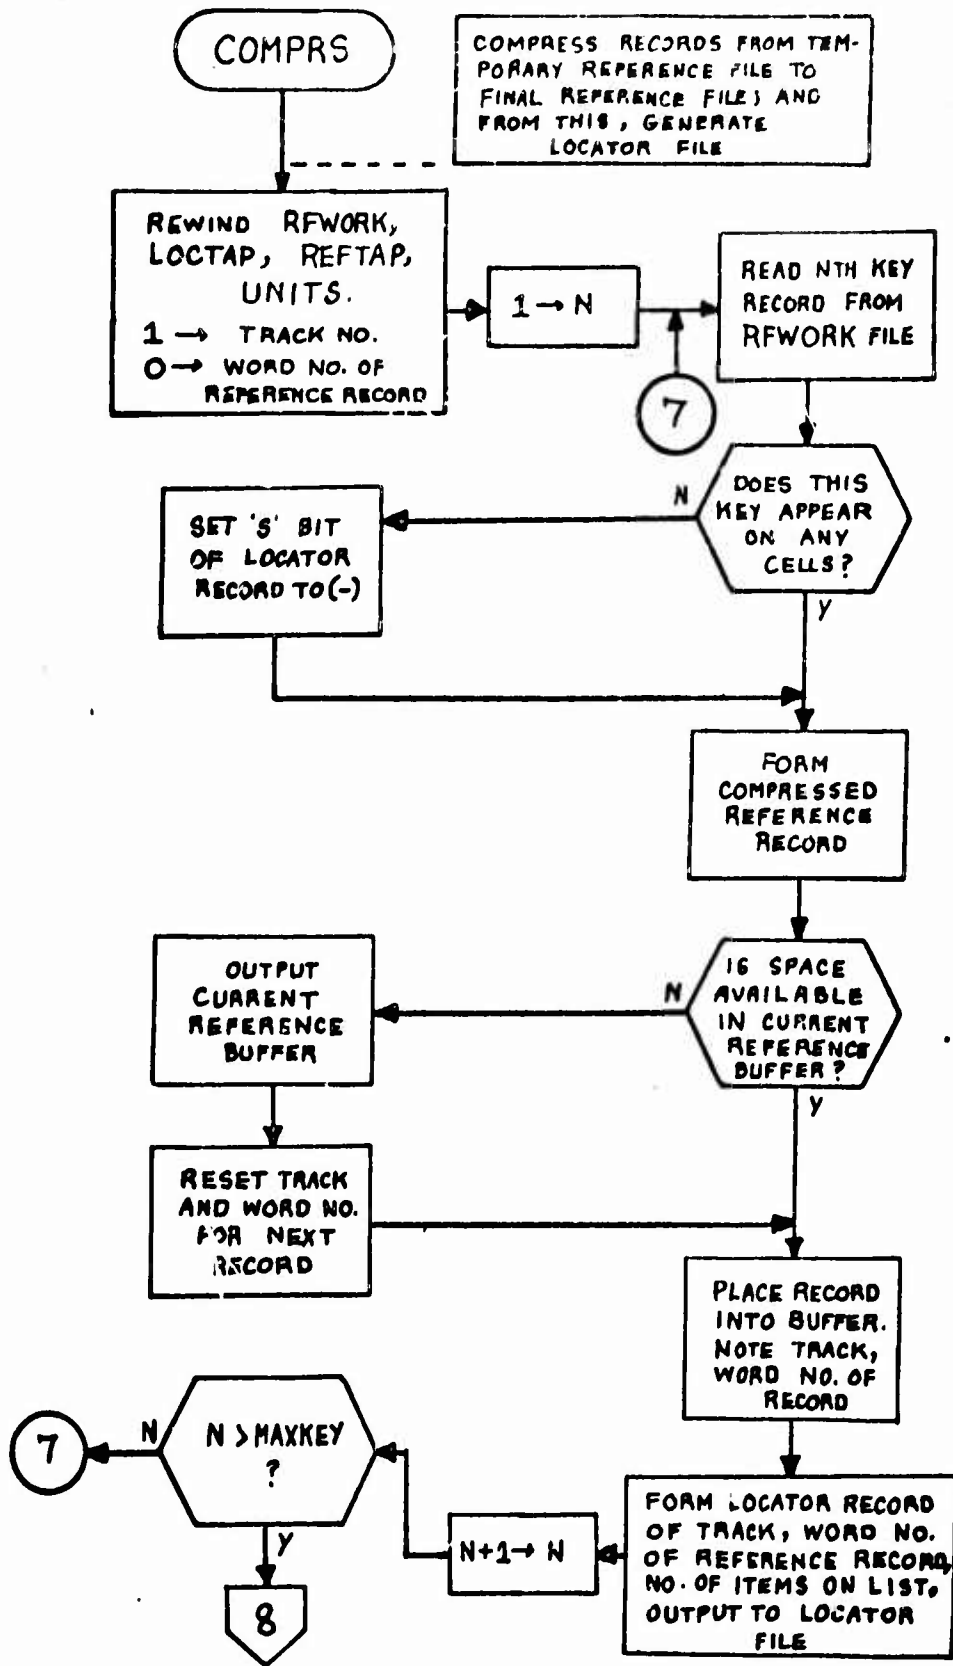 COMPRS
COMPRESS RECORDS FROM TEM-
PORARY REFERENCE FILE TO
FINAL REFERENCE FILE; AND
FROM THIS, GENERATE
LOCATOR FILE
REWIND RFWORK,
LOCTAP, REFTAP,
UNITS.
1 → TRACK NO.
0 → WORD NO. OF
REFERENCE RECORD
1 → N
7
READ NTH KEY
RECORD FROM
RFWORK FILE
DOES THIS
KEY APPEAR
ON ANY
CELLS?
N
Y
SET 'S' BIT
OF LOCATOR
RECORD TO (-)
FORM
COMPRESSED
REFERENCE
RECORD
IS SPACE
AVAILABLE
IN CURRENT
REFERENCE
BUFFER?
N
Y
OUTPUT
CURRENT
REFERENCE
BUFFER
RESET TRACK
AND WORD NO.
FOR NEXT
RECORD
PLACE RECORD
INTO BUFFER.
NOTE TRACK,
WORD NO. OF
RECORD
FORM LOCATOR RECORD
OF TRACK, WORD NO.
OF REFERENCE RECORD,
NO. OF ITEMS ON LIST.
OUTPUT TO LOCATOR
FILE
N+1 → N
N > MAXKEY
?
N
7
Y
8